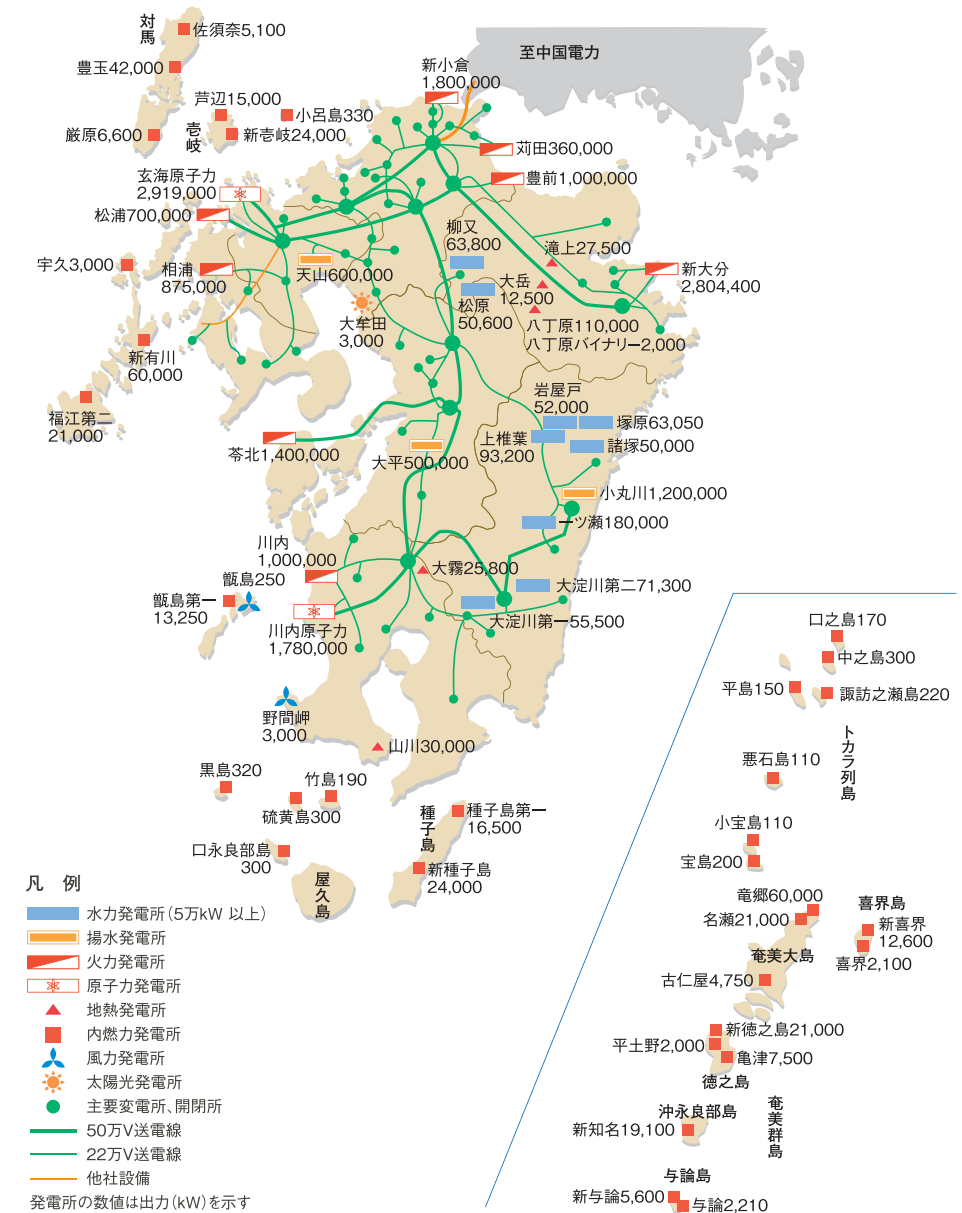 対馬
佐須奈5,100
豊玉42,000
厳原6,600
芦辺15,000
壱岐
小呂島330
新壱岐24,000
至中国電力
新小倉
1,800,000
苅田360,000
豊前1,000,000
玄海原子力
2,919,000
松浦700,000
宇久3,000
相浦
875,000
天山600,000
大牟田
3,000
柳又
63,800
松原
50,600
滝上27,500
大岳
12,500
八丁原110,000
八丁原バイナリー2,000
新大分
2,804,400
新有川
60,000
福江第二
21,000
苓北1,400,000
大平500,000
岩屋戸
52,000
塚原63,050
上椎葉
93,200
諸塚50,000
小丸川1,200,000
一ツ瀬180,000
川内
1,000,000
大霧25,800
甑島250
甑島第一
13,250
川内原子力
1,780,000
大淀川第二71,300
大淀川第一55,500
野間岬
3,000
山川30,000
黒島320
竹島190
硫黄島300
口永良部島
300
屋久島
種子島
種子島第一
16,500
新種子島
24,000
口之島170
中之島300
平島150
諏訪之瀬島220
トカラ列島
悪石島110
小宝島110
宝島200
竜郷60,000
名瀬21,000
喜界島
新喜界
12,600
喜界2,100
奄美大島
古仁屋4,750
新徳之島21,000
平土野2,000
亀津7,500
徳之島
奄美群島
沖永良部島
新知名19,100
与論島
新与論5,600
与論2,210
凡 例
水力発電所(5万kW 以上)
揚水発電所
火力発電所
原子力発電所
地熱発電所
内燃力発電所
風力発電所
太陽光発電所
主要変電所、開閉所
50万V送電線
22万V送電線
他社設備
発電所の数値は出力(kW)を示す